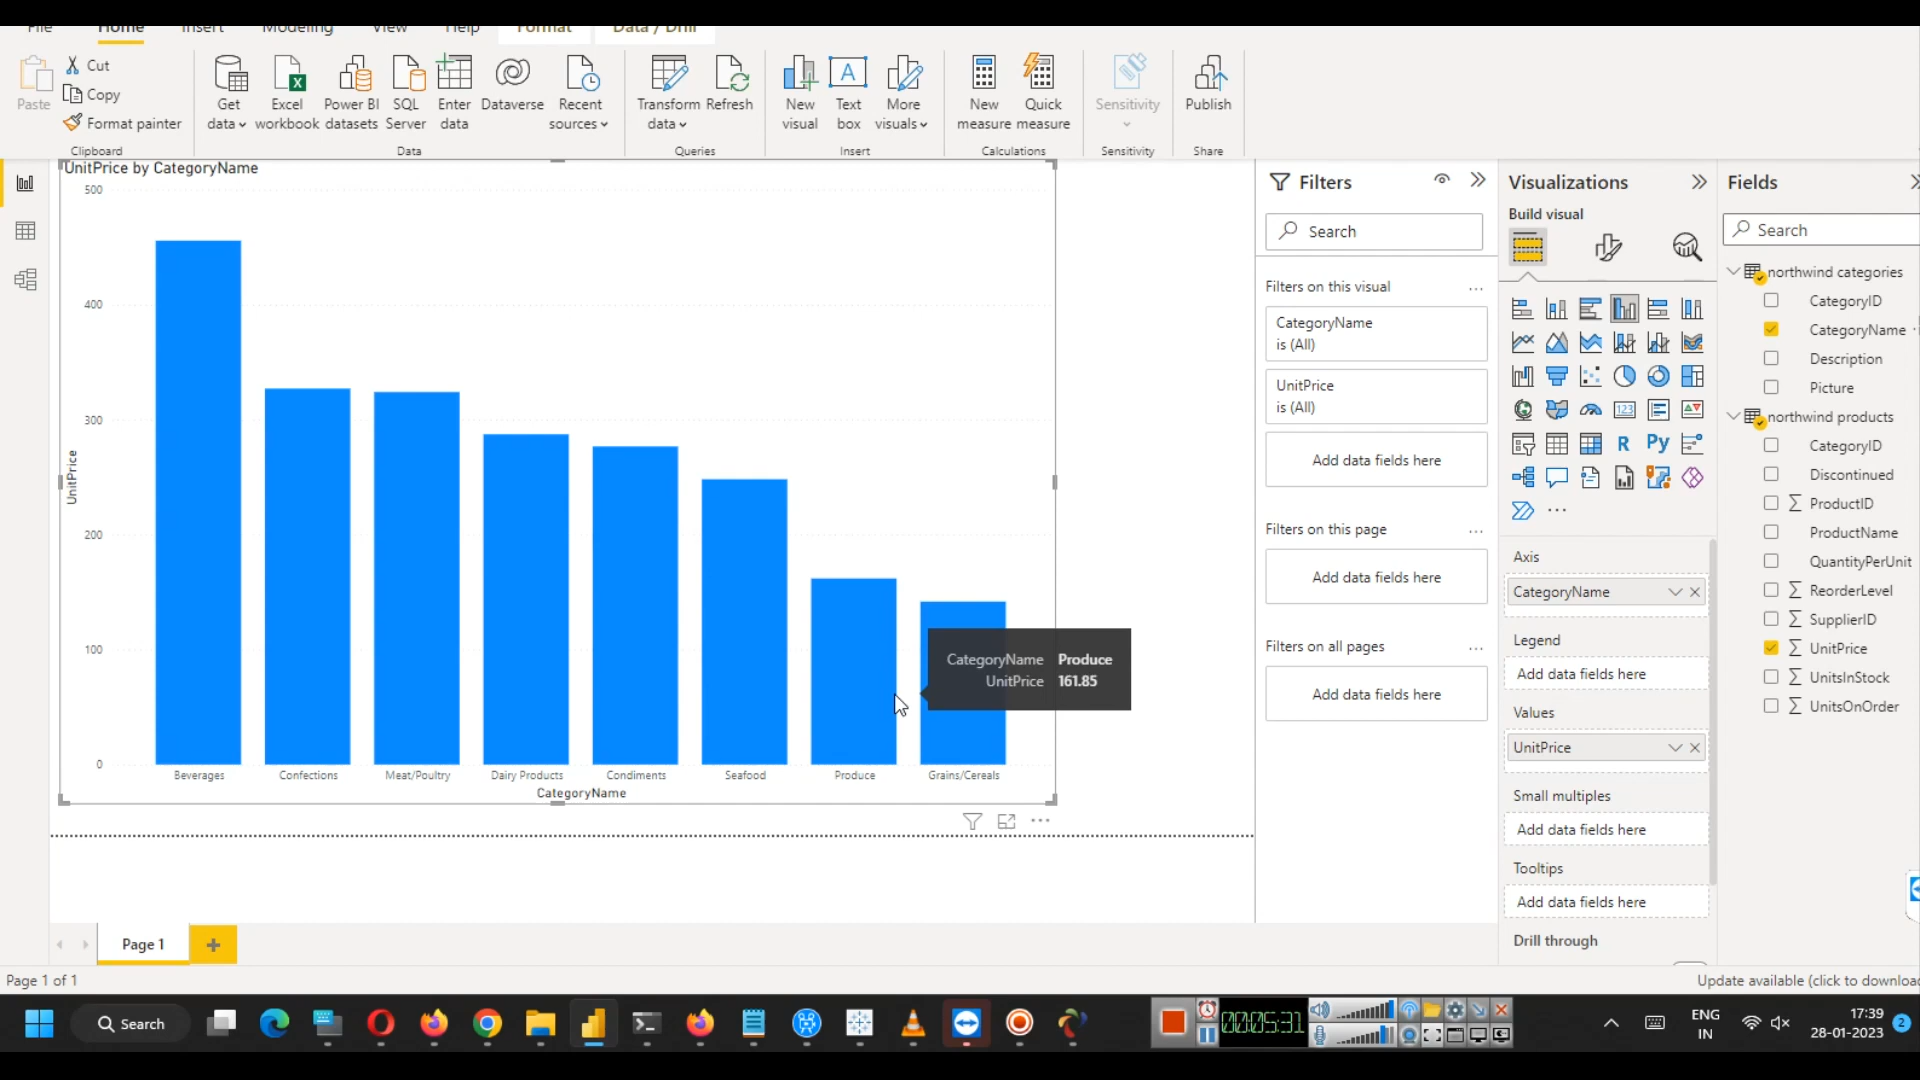 File Home Insert Modeling View Help Format Data / Drill
Paste
Cut
Copy
Format painter
Clipboard
Get data
Excel workbook
Power BI datasets
SQL Server
Enter data
Dataverse
Recent sources
Data
Transform data
Refresh
Queries
New visual
Text box
More visuals
Insert
New measure
Quick measure
Calculations
Sensitivity
Sensitivity
Publish
Share
UnitPrice by CategoryName
500
400
300
200
100
0
UnitPrice
Beverages Confections Meat/Poultry Dairy Products Condiments Seafood Produce Grains/Cereals
CategoryName
CategoryName Produce
UnitPrice 161.85
Filters
Search
Filters on this visual
CategoryName
is (All)
UnitPrice
is (All)
Add data fields here
Filters on this page
Add data fields here
Filters on all pages
Add data fields here
Visualizations
Build visual
123
R
Py
Axis
CategoryName
Legend
Add data fields here
Values
UnitPrice
Small multiples
Add data fields here
Tooltips
Add data fields here
Drill through
Fields
Search
northwind categories
CategoryID
CategoryName
Description
Picture
northwind products
CategoryID
Discontinued
∑ ProductID
ProductName
QuantityPerUnit
∑ ReorderLevel
∑ SupplierID
∑ UnitPrice
∑ UnitsInStock
∑ UnitsOnOrder
Page 1
Page 1 of 1
Update available (click to download
Search
00:05:31
ENG
IN
17:39
28-01-2023
2